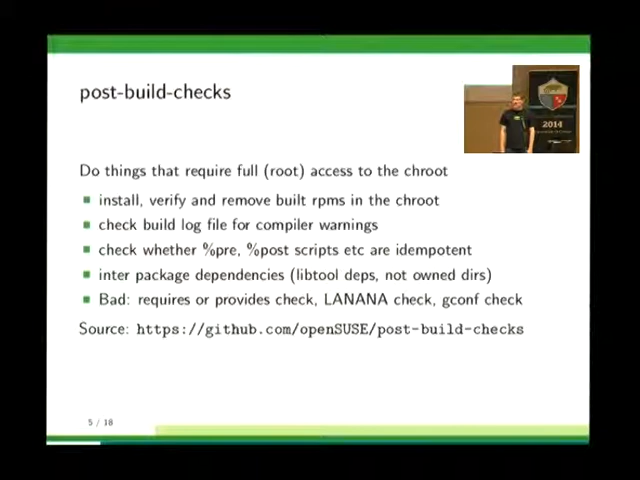 post-build-checks
2014
Do things that require full (root) access to the chroot
install, verify and remove built rpms in the chroot
check build log file for compiler warnings
check whether %pre, %post scripts etc are idempotent
inter package dependencies (libtool deps, not owned dirs)
Bad: requires or provides check, LANANA check, gconf check
Source: https://github.com/openSUSE/post-build-checks
5 / 18